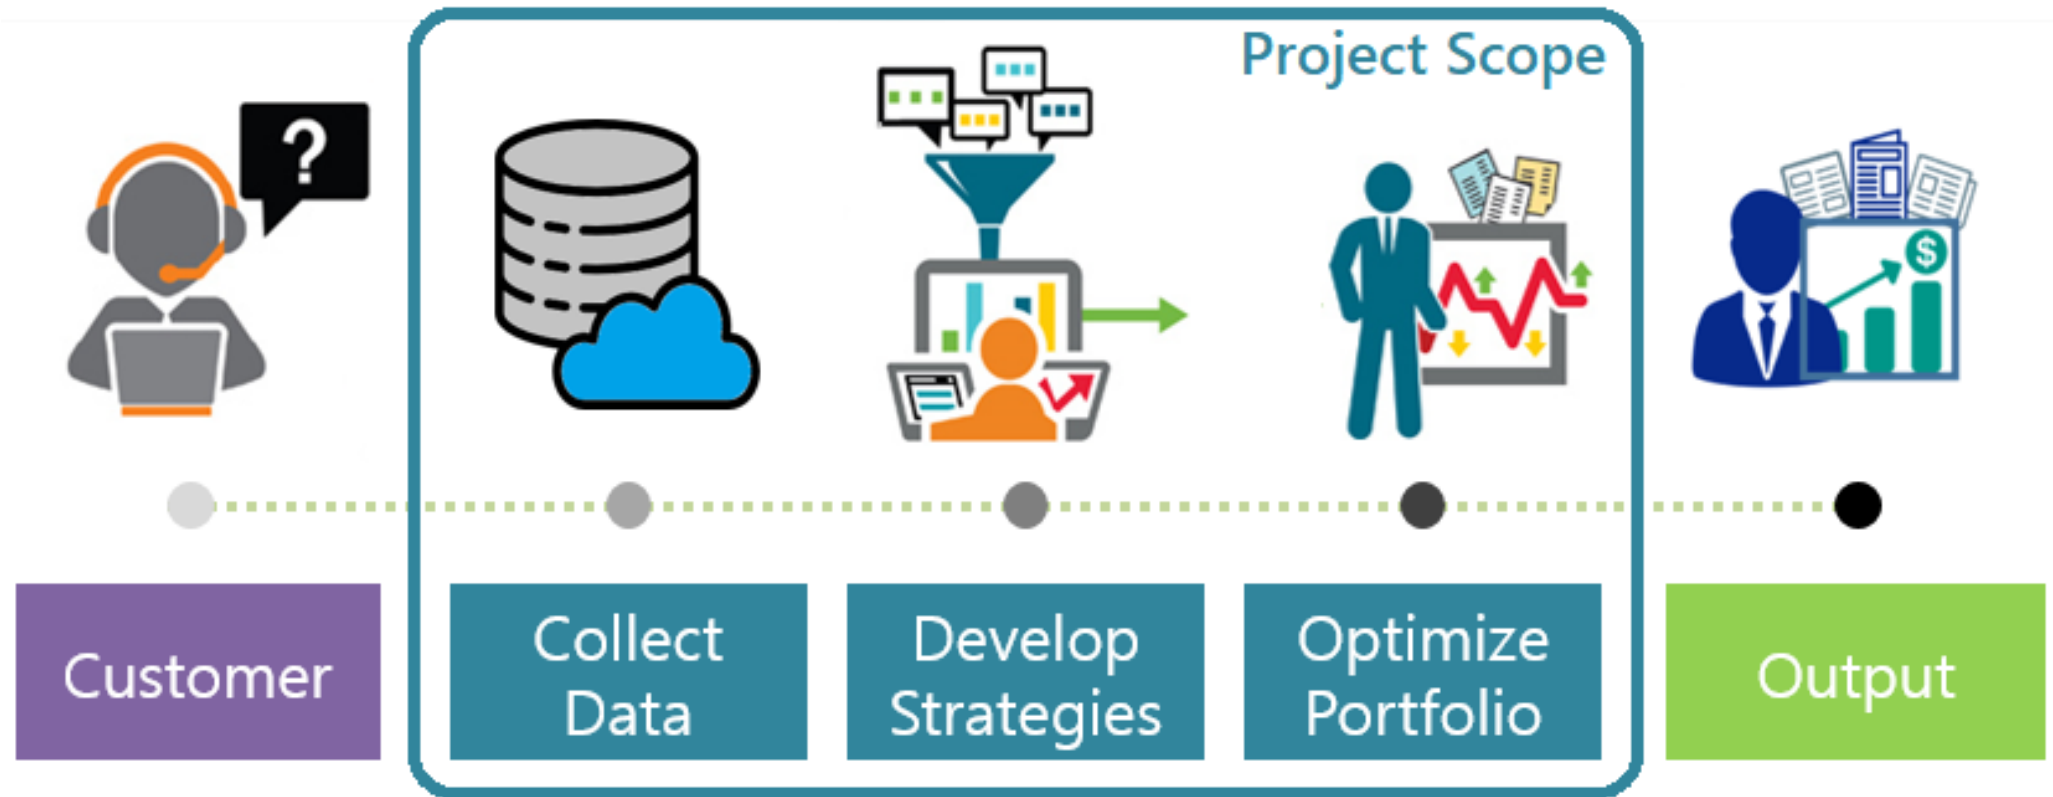 Project Scope
?
$
Customer
Collect
Data
Develop
Strategies
Optimize
Portfolio
Output